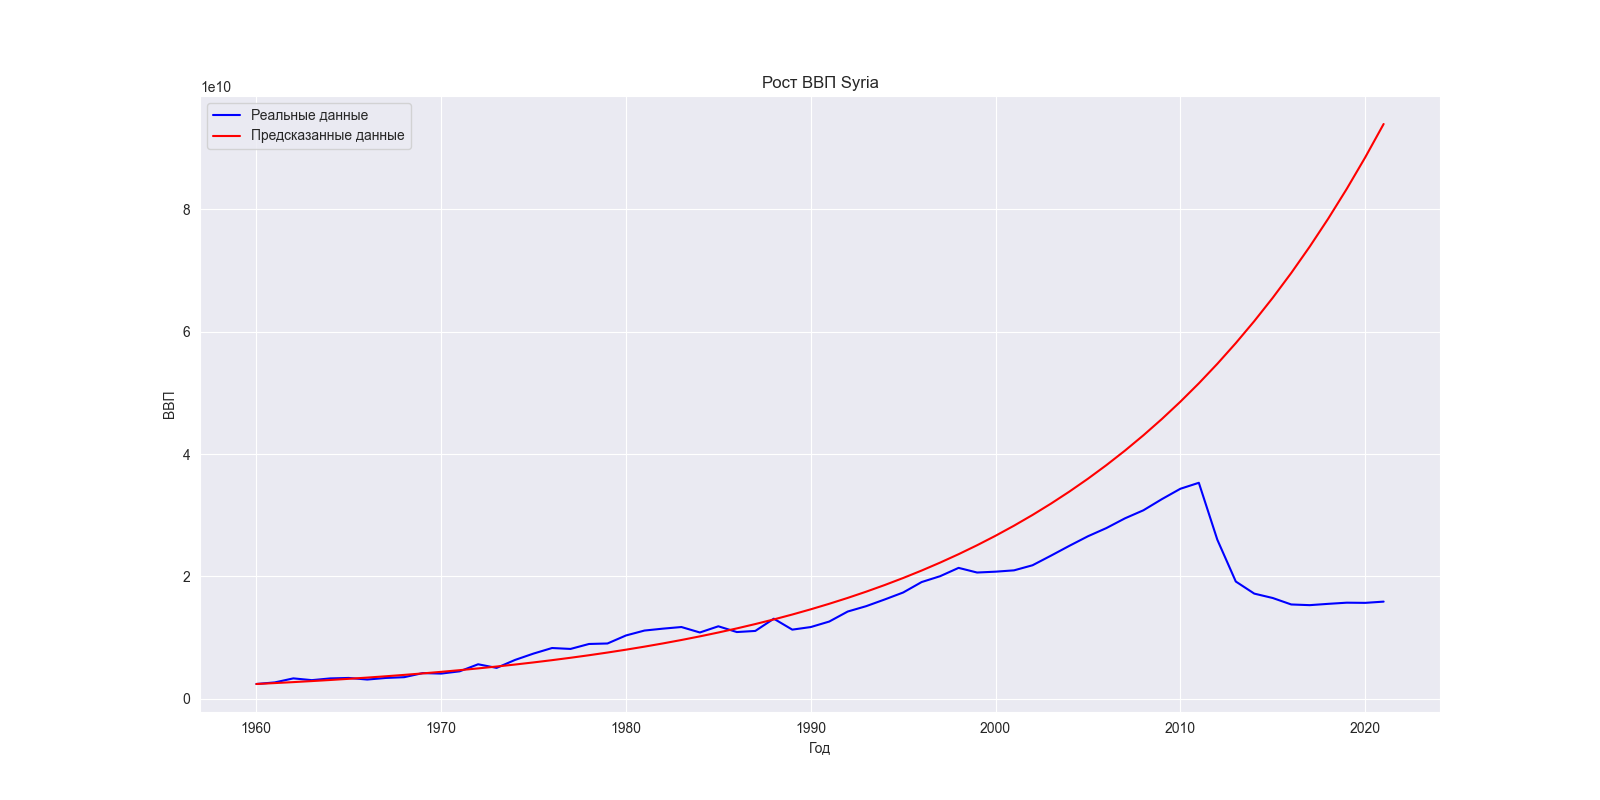 Рост ВВП Syria
1e10
Реальные данные
Предсказанные данные
8
6
4
2
0
ВВП
1960 1970 1980 1990 2000 2010 2020
Год